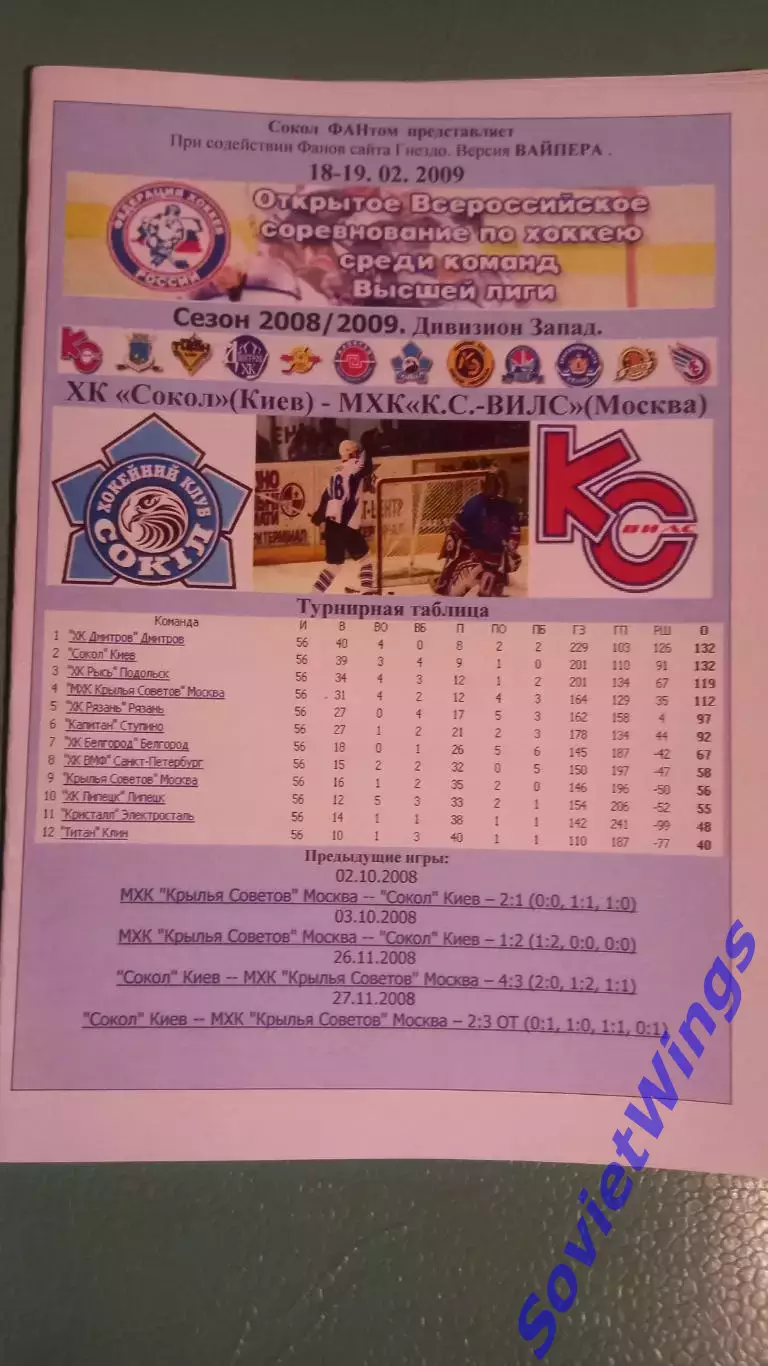 Сокол ФАНтом представляет
При содействии Фанов сайта Гнездо. Версия ВАЙПЕРА .
18-19. 02. 2009
ФЕДЕРАЦИЯ ХОККЕЯ РОССИИ
Открытое Всероссийское
соревнование по хоккею
среди команд
Высшей лиги
Сезон 2008/2009. Дивизион Запад.
ХК «Сокол»(Киев) - МХК«К.С.-ВИЛС»(Москва)
ХОКЕЙНИЙ КЛУБ
СОКІЛ
КС
ВИЛС
18
Турнирная таблица
Команда И В ВО ВБ П ПО ПБ ГЗ ГП РШ О
1 "ХК Дмитров" Дмитров 56 40 4 0 8 2 2 229 103 126 132
2 "Сокол" Киев 56 39 3 4 9 1 0 201 110 91 132
3 "ХК Рысь" Подольск 56 34 4 3 12 1 2 201 134 67 119
4 "МХК Крылья Советов" Москва 56 31 4 2 12 4 3 164 129 35 112
5 "ХК Рязань" Рязань 56 27 0 4 17 5 3 162 158 4 97
6 "Капитан" Ступино 56 27 1 2 21 2 3 178 134 44 92
7 "ХК Белгород" Белгород 56 18 0 1 26 5 6 145 187 -42 67
8 "ХК ВМФ" Санкт-Петербург 56 15 2 2 32 0 5 150 197 -47 58
9 "Крылья Советов" Москва 56 16 1 2 35 2 0 146 196 -50 56
10 "ХК Липецк" Липецк 56 12 5 3 33 2 1 154 206 -52 55
11 "Кристалл" Электросталь 56 14 1 1 38 1 1 142 241 -99 48
12 "Титан" Клин 56 10 1 3 40 1 1 110 187 -77 40
Предыдущие игры:
02.10.2008
МХК "Крылья Советов" Москва -- "Сокол" Киев – 2:1 (0:0, 1:1, 1:0)
03.10.2008
МХК "Крылья Советов" Москва -- "Сокол" Киев – 1:2 (1:2, 0:0, 0:0)
26.11.2008
"Сокол" Киев -- МХК "Крылья Советов" Москва – 4:3 (2:0, 1:2, 1:1)
27.11.2008
"Сокол" Киев -- МХК "Крылья Советов" Москва – 2:3 ОТ (0:1, 1:0, 1:1, 0:1)
SovietWings